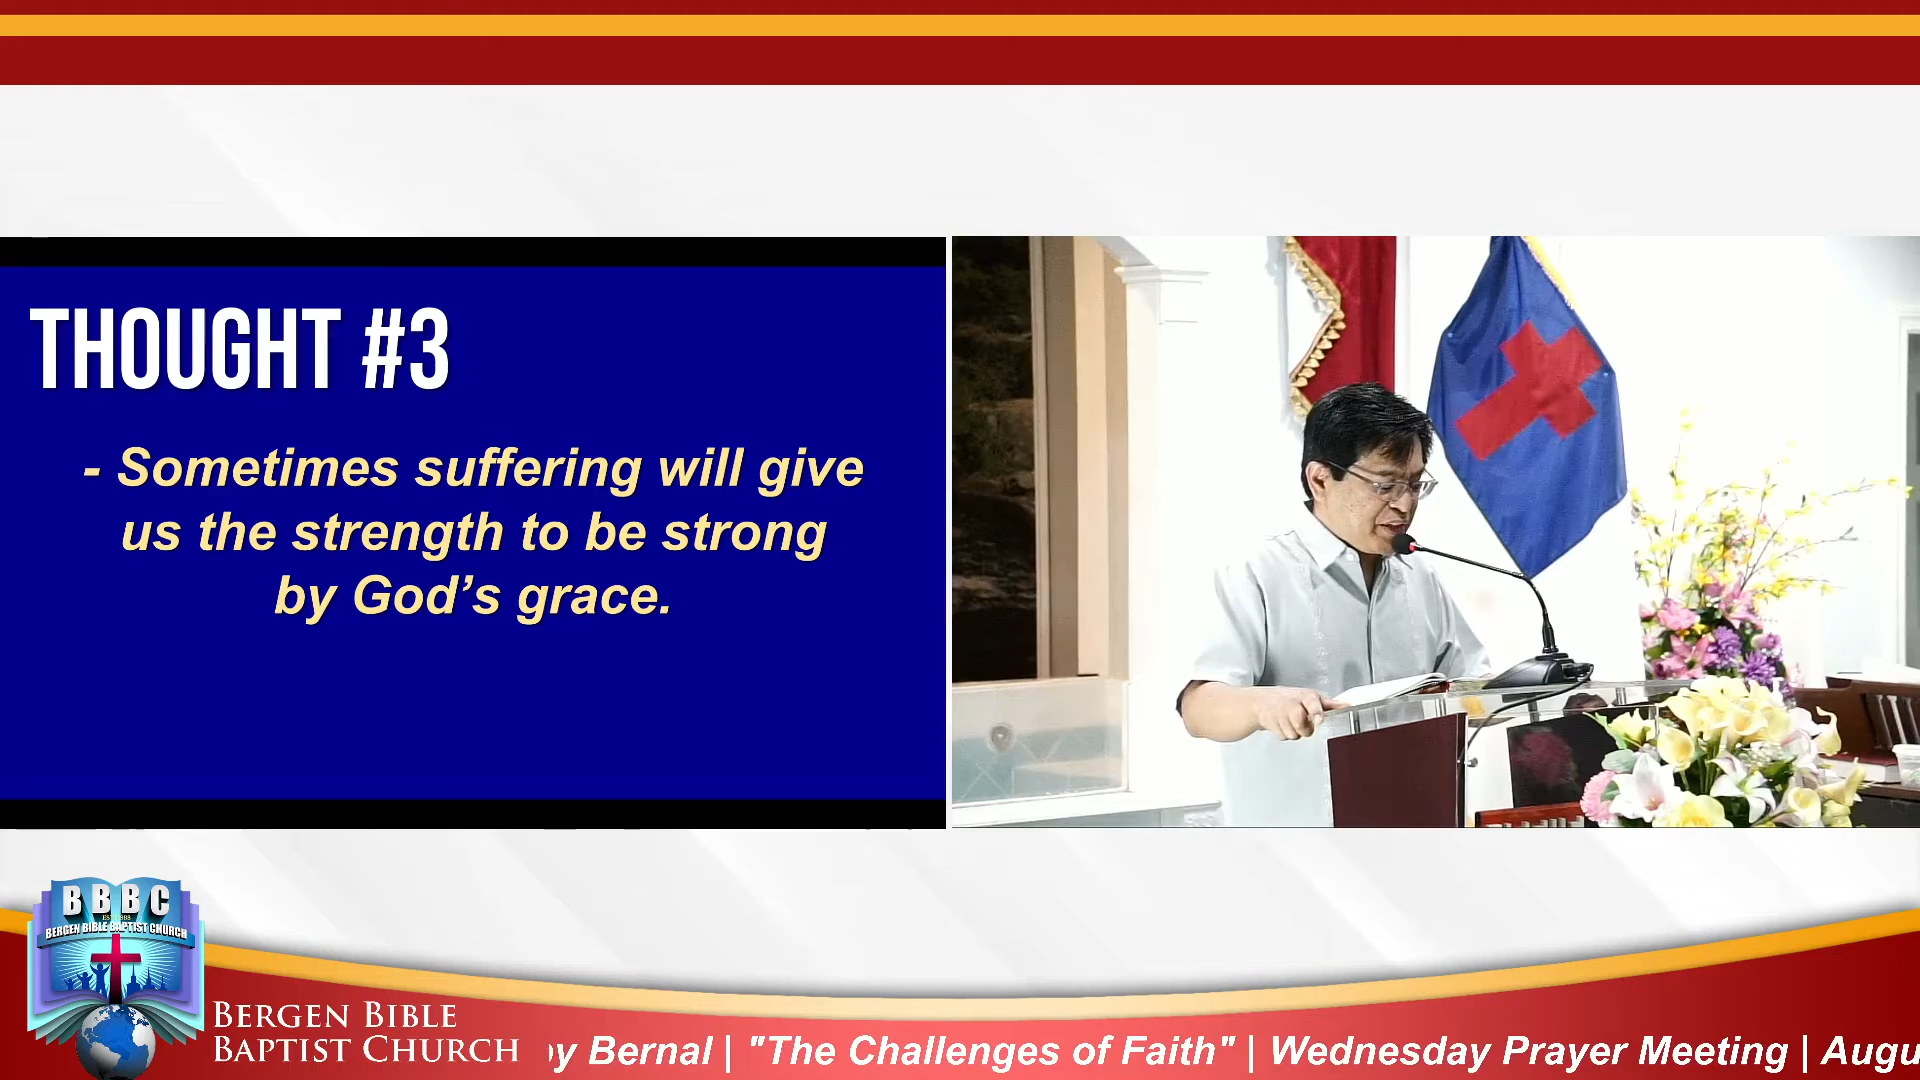 THOUGHT #3
- Sometimes suffering will give
us the strength to be strong
by God’s grace.
BBBC
BERGEN BIBLE BAPTIST CHURCH
BERGEN BIBLE
BAPTIST CHURCH
y Bernal | "The Challenges of Faith" | Wednesday Prayer Meeting | Augu